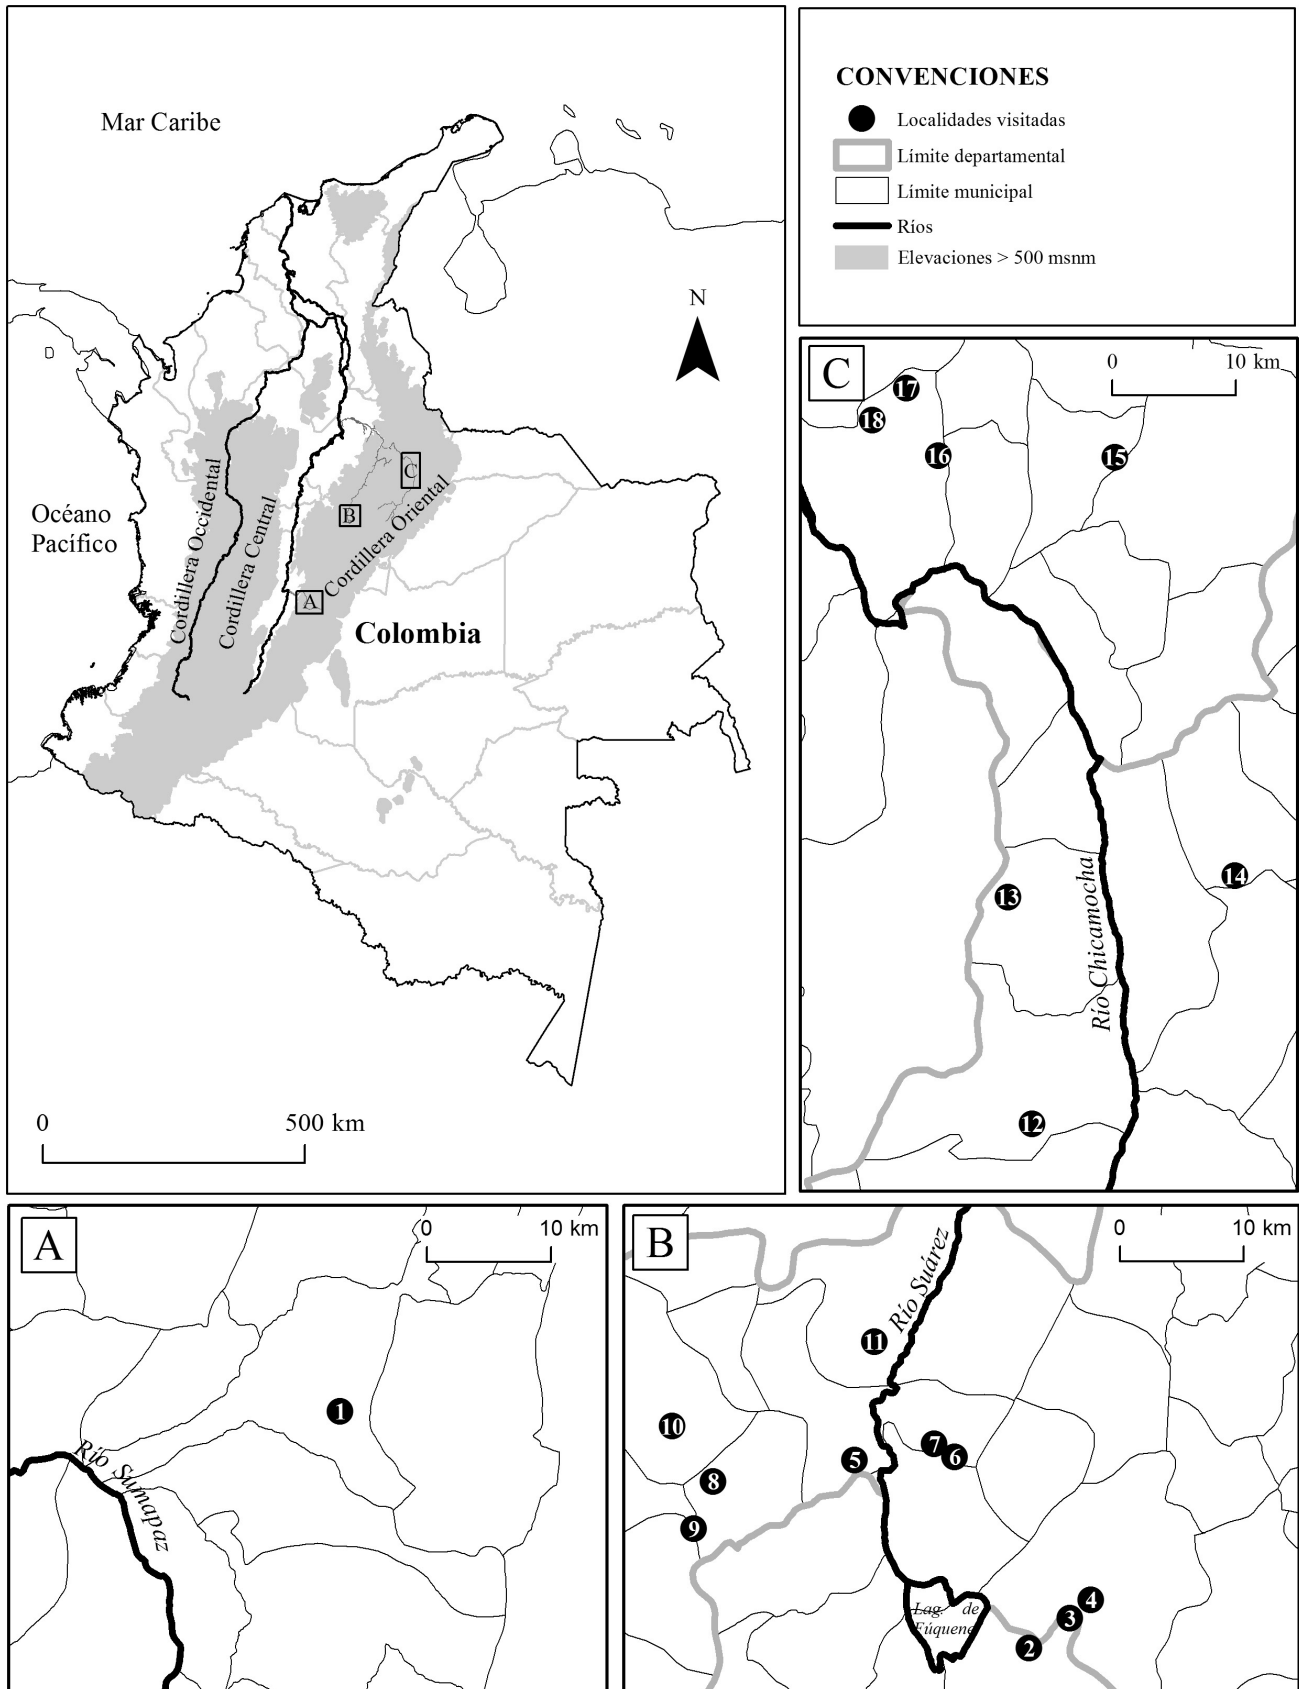 Mar Caribe
N
Océano
Pacífico
Cordillera Occidental
Cordillera Central
Cordillera Oriental
A
B
C
Colombia
0 500 km
CONVENCIONES
Localidades visitadas
Límite departamental
Límite municipal
Ríos
Elevaciones > 500 msnm
C
0 10 km
17
18
16
15
14
13
Río Chicamocha
12
A
0 10 km
1
Río Sumapaz
B
0 10 km
Río Suárez
11
10
7
6
5
8
9
Lag. de
Fúquene
4
3
2